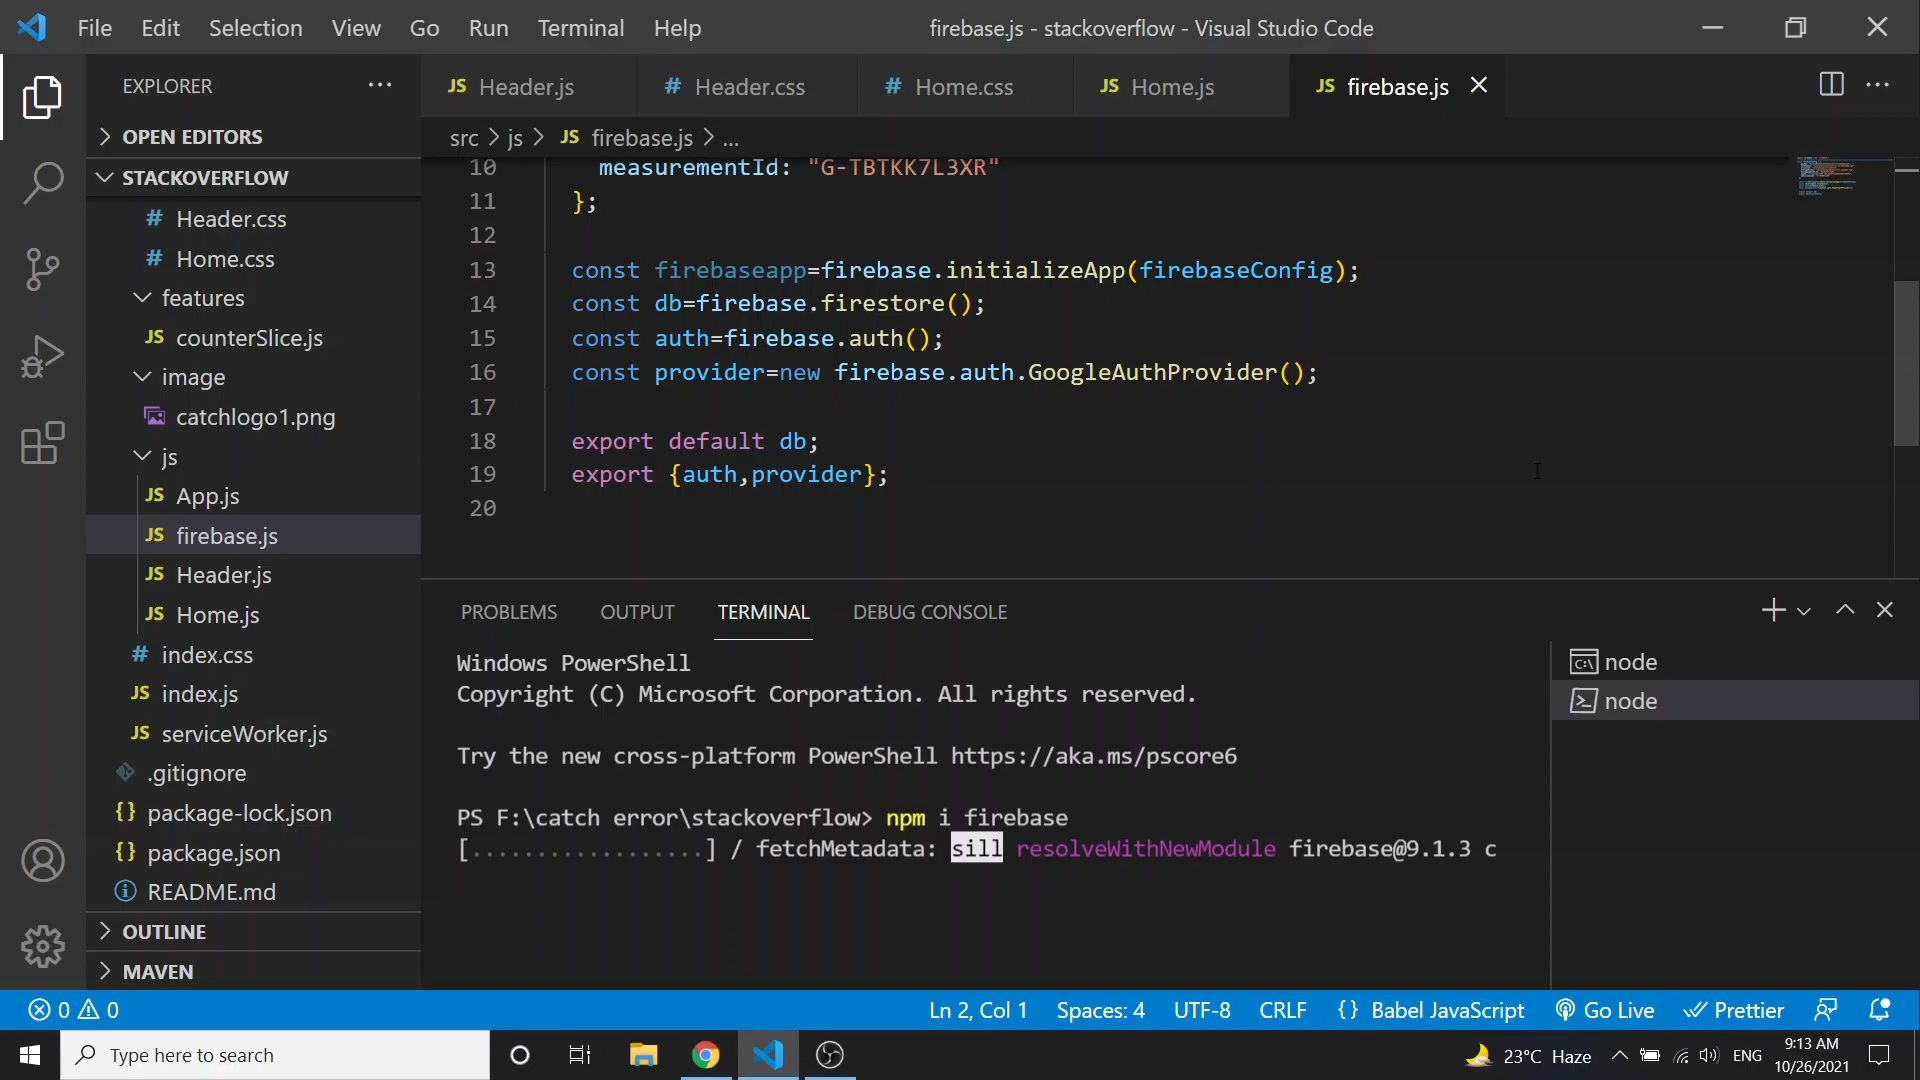 File Edit Selection View Go Run Terminal Help
firebase.js - stackoverflow - Visual Studio Code
EXPLORER
OPEN EDITORS
STACKOVERFLOW
# Header.css
# Home.css
features
JS counterSlice.js
image
catchlogo1.png
js
JS App.js
JS firebase.js
JS Header.js
JS Home.js
# index.css
JS index.js
JS serviceWorker.js
.gitignore
{} package-lock.json
{} package.json
README.md
OUTLINE
MAVEN
JS Header.js # Header.css # Home.css JS Home.js JS firebase.js
src > js > JS firebase.js > ...
10 measurementId: "G-TBTKK7L3XR"
11 };
12
13 const firebaseapp=firebase.initializeApp(firebaseConfig);
14 const db=firebase.firestore();
15 const auth=firebase.auth();
16 const provider=new firebase.auth.GoogleAuthProvider();
17
18 export default db;
19 export {auth,provider};
20
PROBLEMS OUTPUT TERMINAL DEBUG CONSOLE
Windows PowerShell
Copyright (C) Microsoft Corporation. All rights reserved.
Try the new cross-platform PowerShell https://aka.ms/pscore6
PS F:\catch error\stackoverflow> npm i firebase
[..................] / fetchMetadata: sill resolveWithNewModule firebase@9.1.3 c
node
node
0 0
Ln 2, Col 1 Spaces: 4 UTF-8 CRLF {} Babel JavaScript Go Live Prettier
Type here to search
23°C Haze
ENG
9:13 AM
10/26/2021